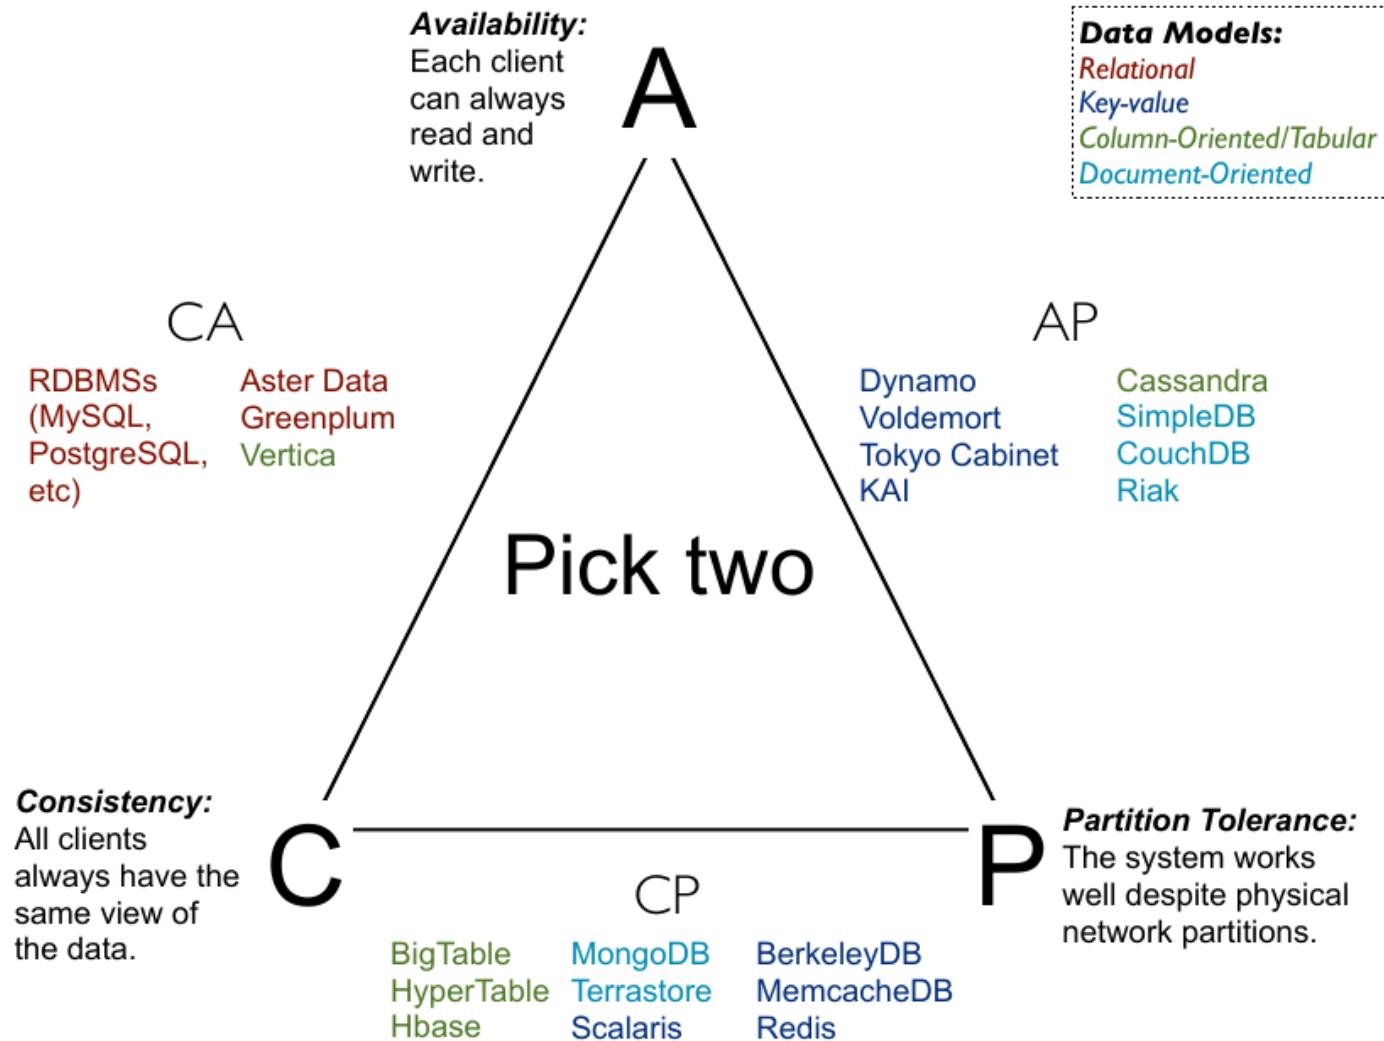 Availability:
Each client
can always
read and
write.
A
Data Models:
Relational
Key-value
Column-Oriented/Tabular
Document-Oriented
CA
RDBMSs
(MySQL,
PostgreSQL,
etc)
Aster Data
Greenplum
Vertica
AP
Dynamo
Voldemort
Tokyo Cabinet
KAI
Cassandra
SimpleDB
CouchDB
Riak
Pick two
Consistency:
All clients
always have the
same view of
the data.
C
P
Partition Tolerance:
The system works
well despite physical
network partitions.
CP
BigTable
HyperTable
Hbase
MongoDB
Terrastore
Scalaris
BerkeleyDB
MemcacheDB
Redis